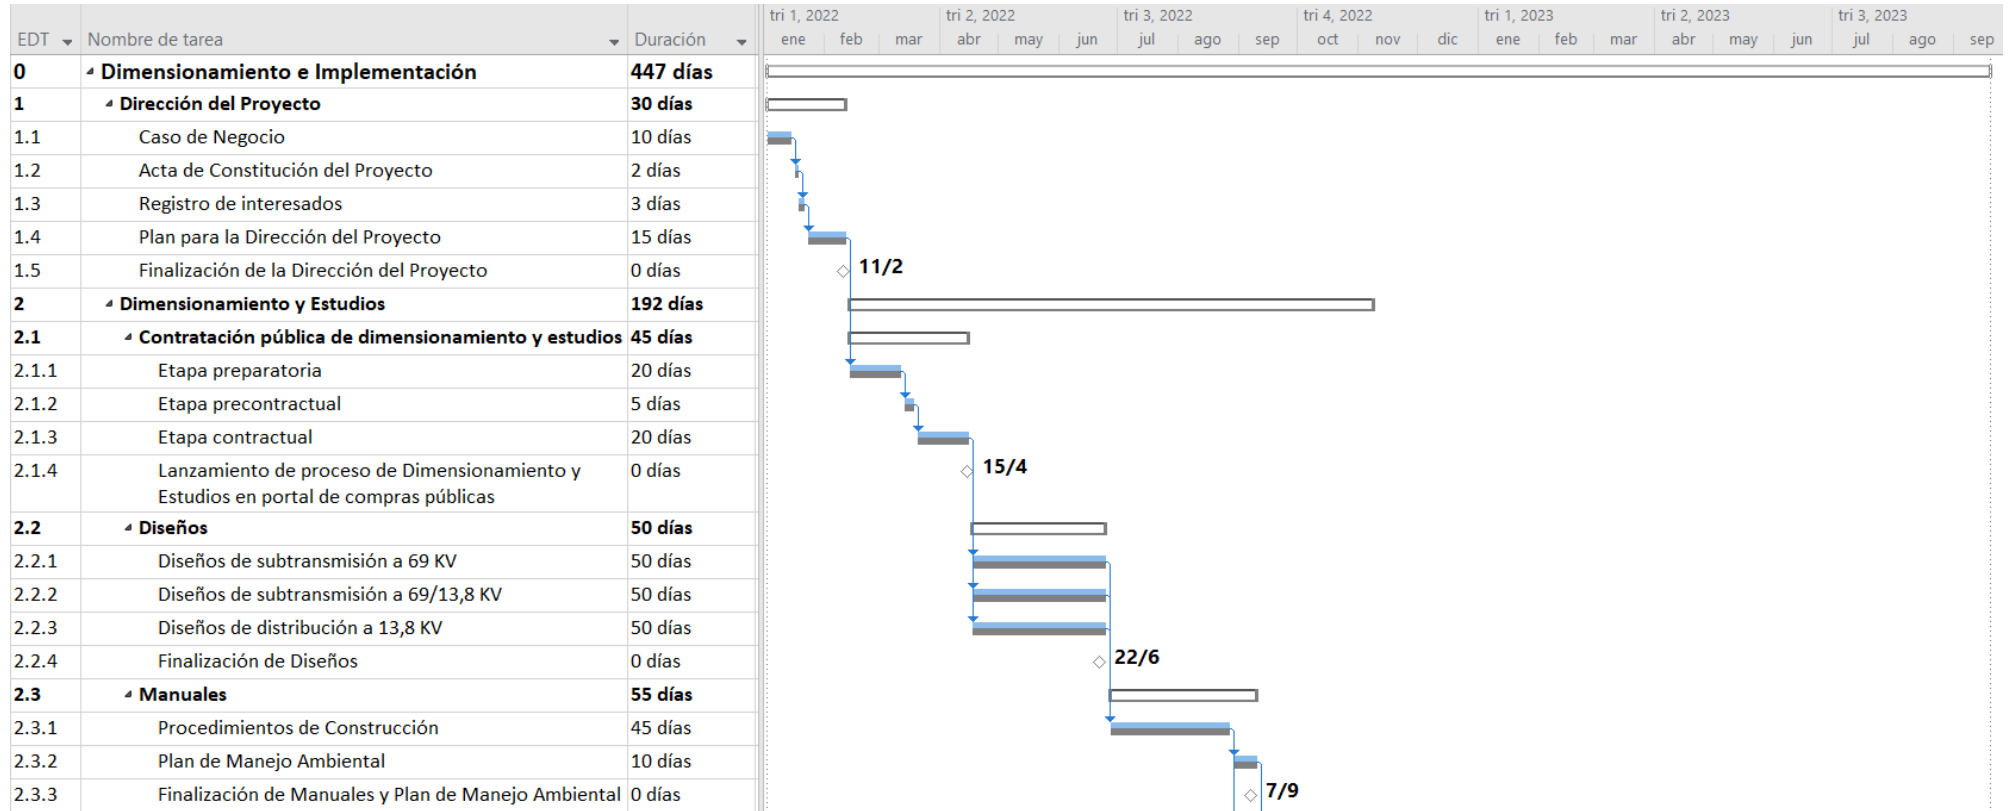 tri 1, 2022 tri 2, 2022 tri 3, 2022 tri 4, 2022 tri 1, 2023 tri 2, 2023 tri 3, 2023
EDT Nombre de tarea Duración ene feb mar abr may jun jul ago sep oct nov dic ene feb mar abr may jun jul ago sep
0 Dimensionamiento e Implementación 447 días
1 Dirección del Proyecto 30 días
1.1 Caso de Negocio 10 días
1.2 Acta de Constitución del Proyecto 2 días
1.3 Registro de interesados 3 días
1.4 Plan para la Dirección del Proyecto 15 días
1.5 Finalización de la Dirección del Proyecto 0 días 11/2
2 Dimensionamiento y Estudios 192 días
2.1 Contratación pública de dimensionamiento y estudios 45 días
2.1.1 Etapa preparatoria 20 días
2.1.2 Etapa precontractual 5 días
2.1.3 Etapa contractual 20 días
2.1.4 Lanzamiento de proceso de Dimensionamiento y 0 días 15/4
Estudios en portal de compras públicas
2.2 Diseños 50 días
2.2.1 Diseños de subtransmisión a 69 KV 50 días
2.2.2 Diseños de subtransmisión a 69/13,8 KV 50 días
2.2.3 Diseños de distribución a 13,8 KV 50 días
2.2.4 Finalización de Diseños 0 días 22/6
2.3 Manuales 55 días
2.3.1 Procedimientos de Construcción 45 días
2.3.2 Plan de Manejo Ambiental 10 días
2.3.3 Finalización de Manuales y Plan de Manejo Ambiental 0 días 7/9